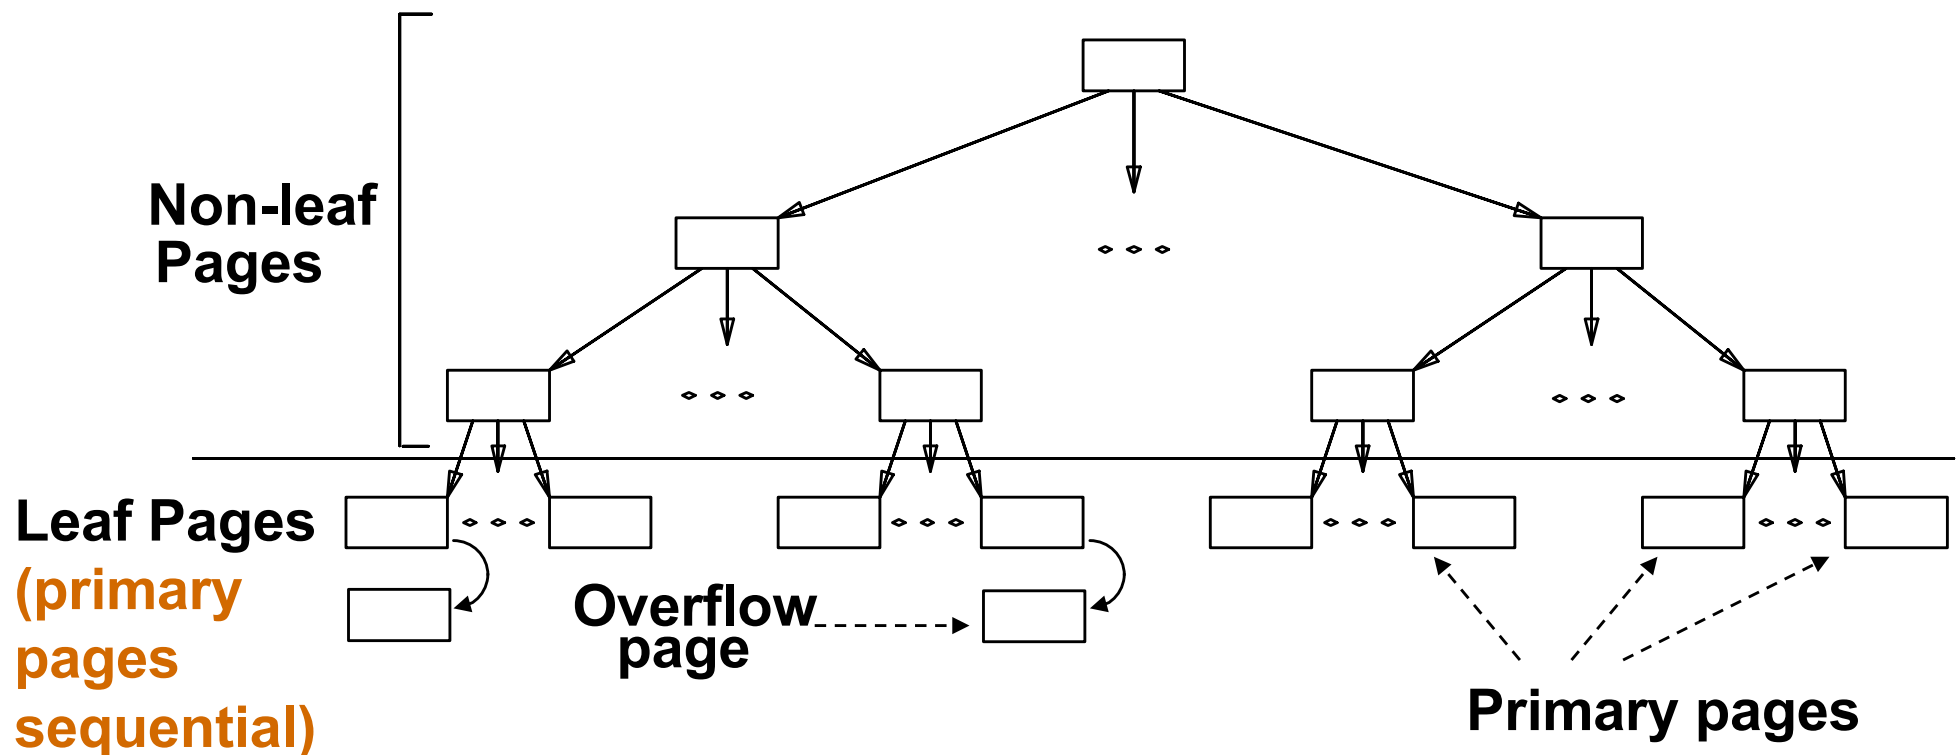 Non-leaf
Pages
Leaf Pages
(primary
pages
sequential)
Overflow
page
Primary pages